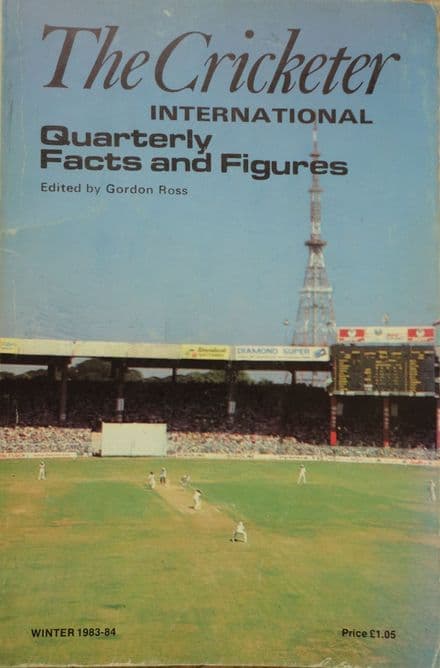 The Cricketer
INTERNATIONAL
Quarterly
Facts and Figures
Edited by Gordon Ross
DIAMOND SUPER
WINTER 1983-84
Price £1.05